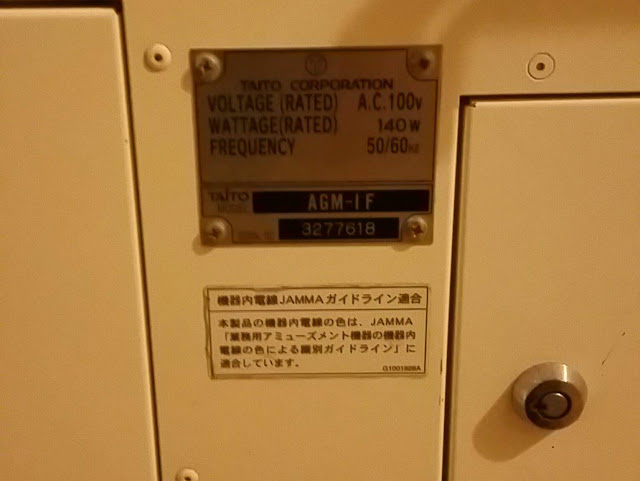 TAITO CORPORATION
VOLTAGE (RATED) A.C.100V
WATTAGE(RATED) 140W
FREQUENCY 50/60Hz
TAITO
MODEL AGM-1F
3277618
機器内電線JAMMAガイドライン適合
本製品の機器内電線の色は、JAMMA
「業務用アミューズメント機器の機器内
電線の色による識別ガイドライン」に
適合しています。
G1001928A